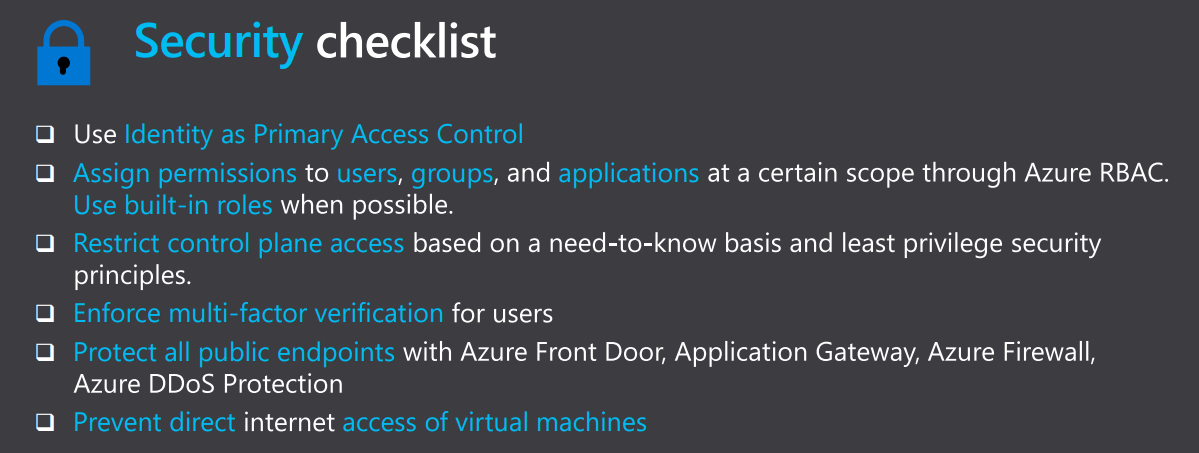 Security checklist
Use Identity as Primary Access Control
Assign permissions to users, groups, and applications at a certain scope through Azure RBAC.
Use built-in roles when possible.
Restrict control plane access based on a need-to-know basis and least privilege security
principles.
Enforce multi-factor verification for users
Protect all public endpoints with Azure Front Door, Application Gateway, Azure Firewall,
Azure DDoS Protection
Prevent direct internet access of virtual machines